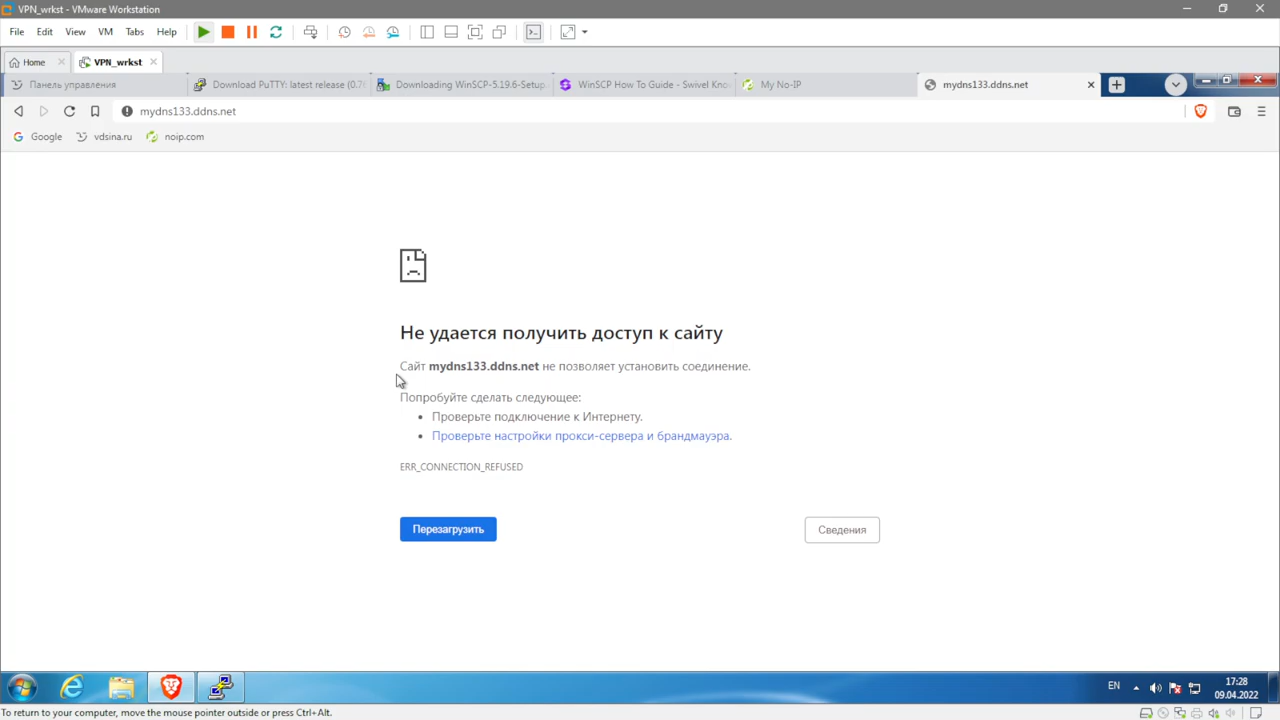 VPN_wrkst - VMware Workstation
File Edit View VM Tabs Help
Home VPN_wrkst
Панель управления Download PuTTY: latest release (0.7 Downloading WinSCP-5.19.6-Setup. WinSCP How To Guide - Swivel Kno My No-IP mydns133.ddns.net
mydns133.ddns.net
Google vdsina.ru noip.com
Не удается получить доступ к сайту
Сайт mydns133.ddns.net не позволяет установить соединение.
Попробуйте сделать следующее:
• Проверьте подключение к Интернету.
• Проверьте настройки прокси-сервера и брандмауэра.
ERR_CONNECTION_REFUSED
Перезагрузить Сведения
EN 17:28
09.04.2022
To return to your computer, move the mouse pointer outside or press Ctrl+Alt.